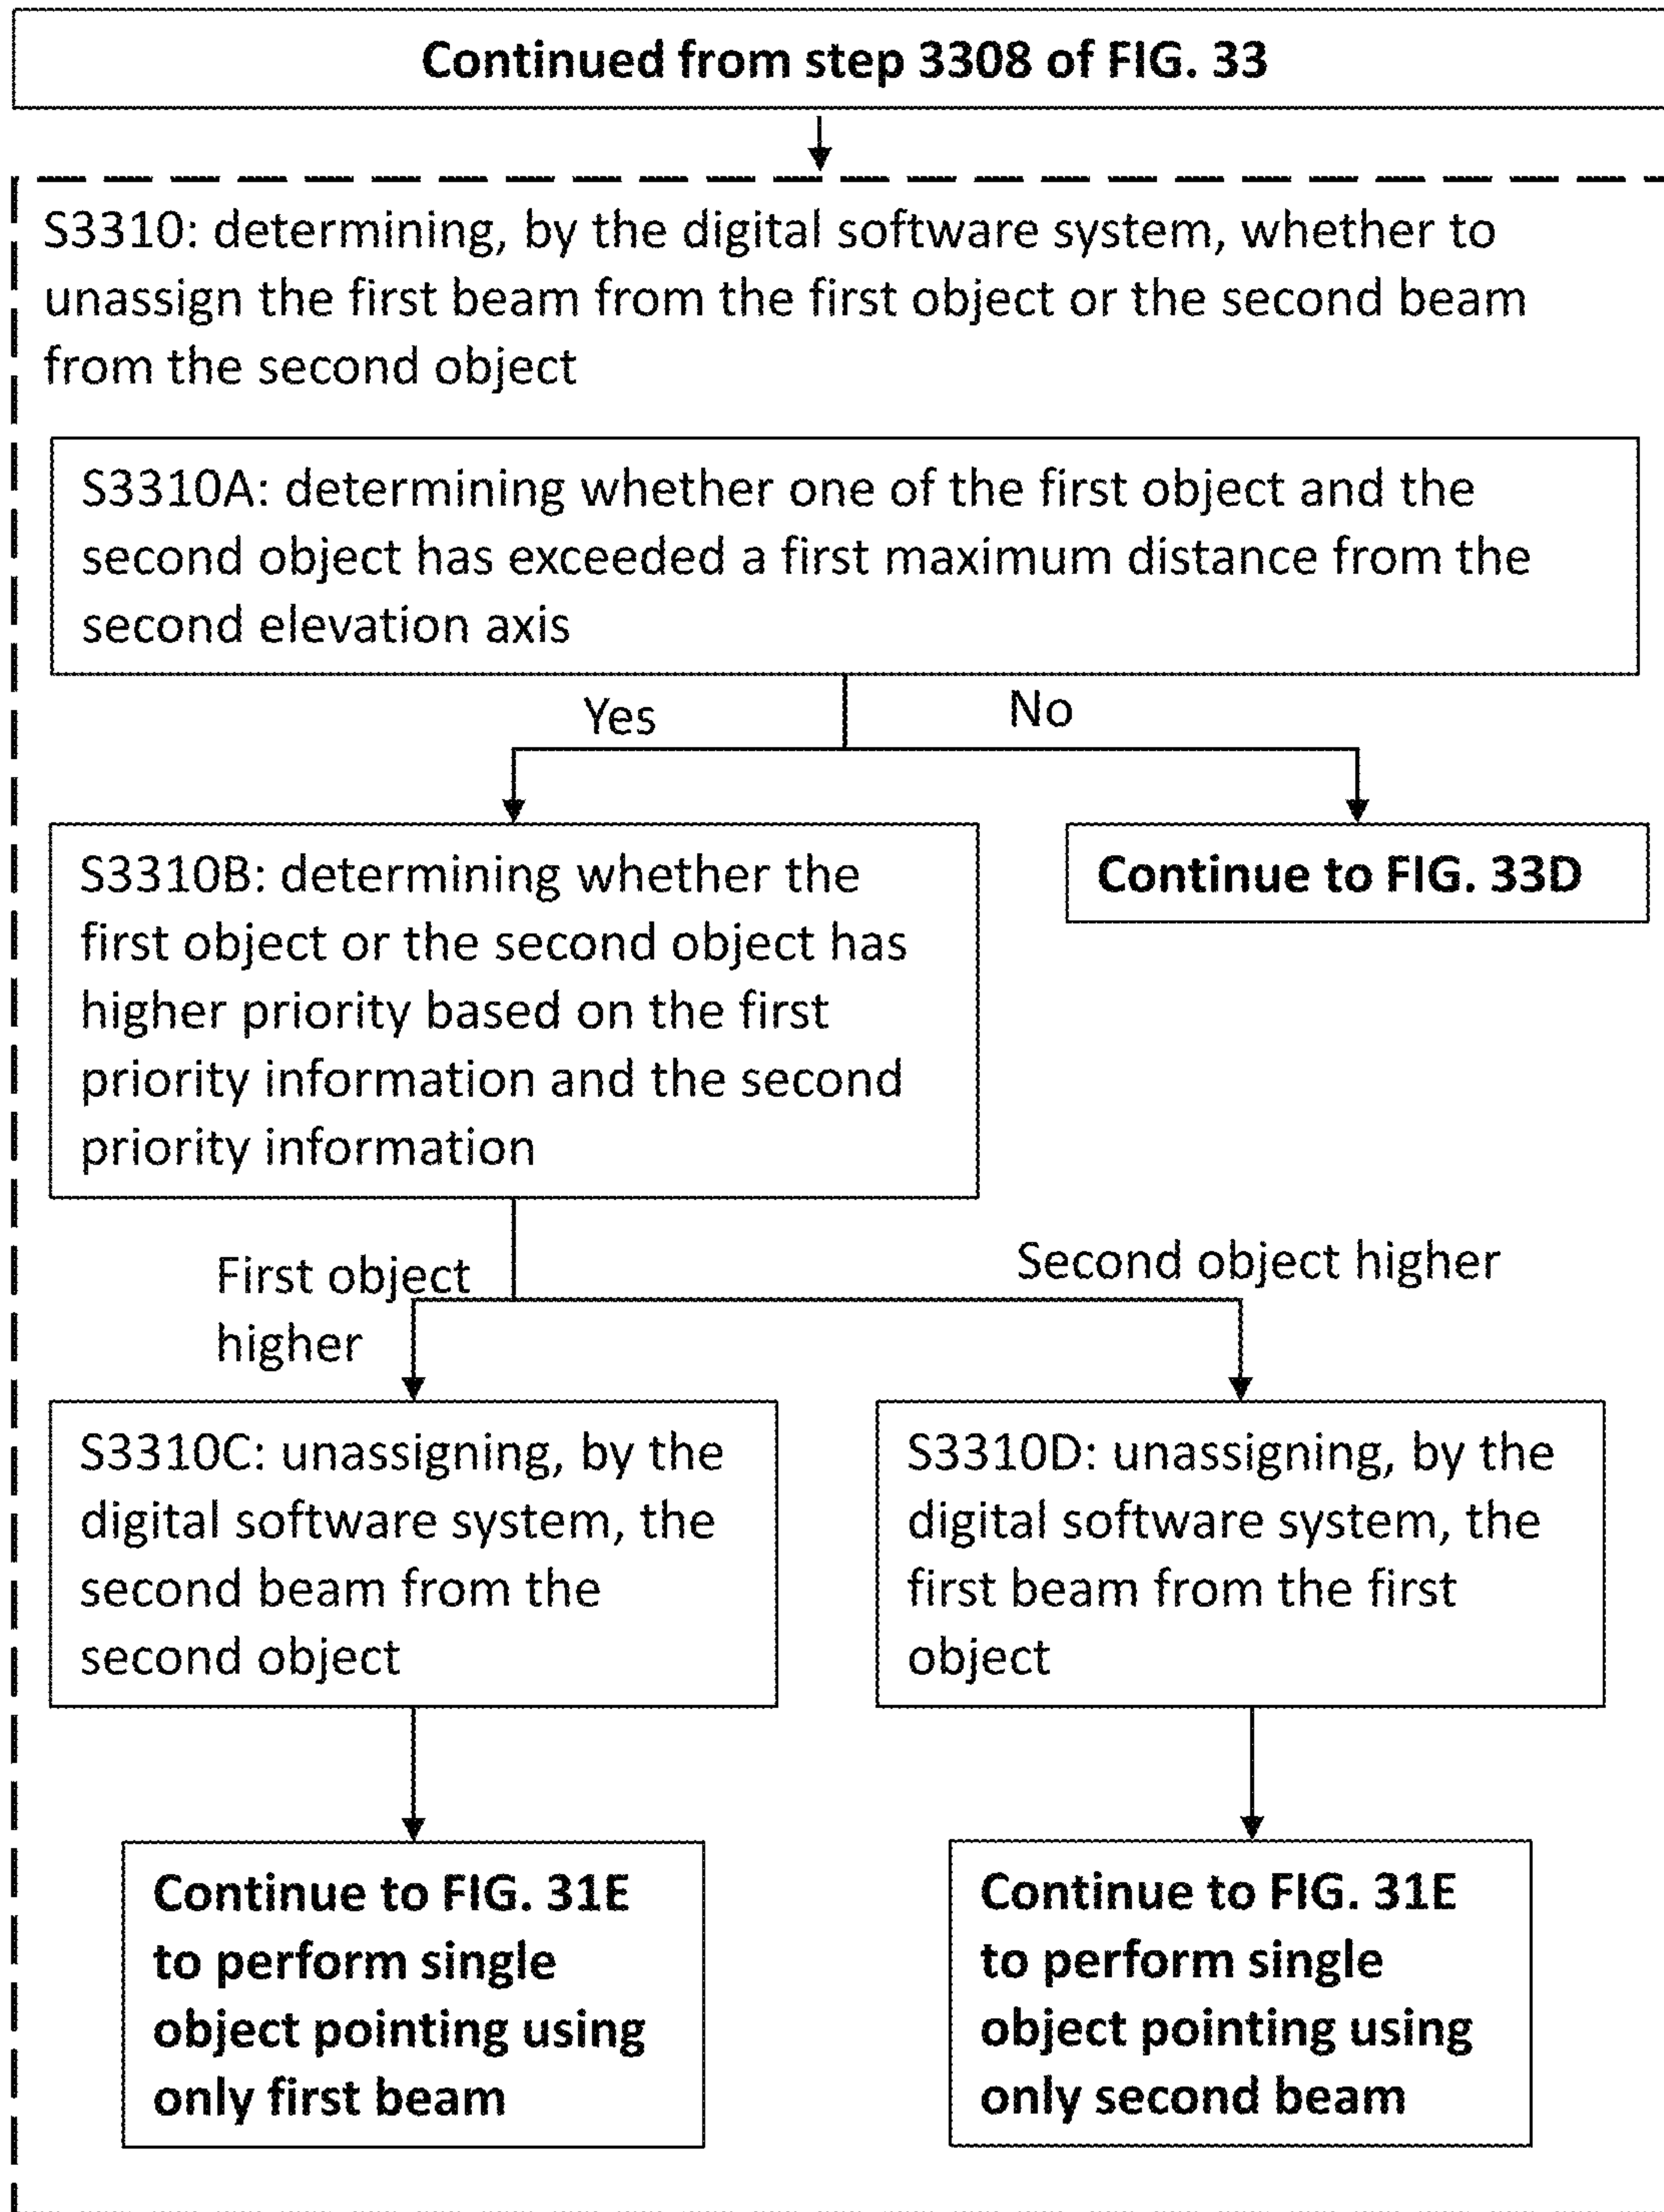 Continued from step 3308 of FIG. 33
S3310: determining, by the digital software system, whether to
unassign the first beam from the first object or the second beam
from the second object
S3310A: determining whether one of the first object and the
second object has exceeded a first maximum distance from the
second elevation axis
Yes
No
S3310B: determining whether the
first object or the second object has
higher priority based on the first
priority information and the second
priority information
Continue to FIG. 33D
First object
higher
Second object higher
S3310C: unassigning, by the
digital software system, the
second beam from the
second object
S3310D: unassigning, by the
digital software system, the
first beam from the first
object
Continue to FIG. 31E
to perform single
object pointing using
only first beam
Continue to FIG. 31E
to perform single
object pointing using
only second beam